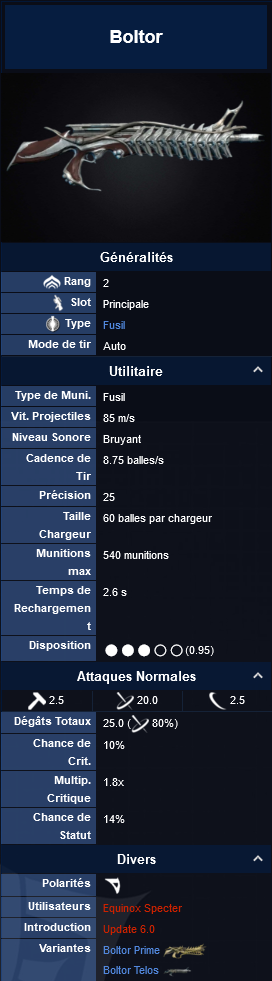 Boltor
Généralités
Rang 2
Slot Principale
Type Fusil
Mode de tir Auto
Utilitaire
Type de Muni. Fusil
Vit. Projectiles 85 m/s
Niveau Sonore Bruyant
Cadence de 8.75 balles/s
Tir
Précision 25
Taille 60 balles par chargeur
Chargeur
Munitions 540 munitions
max
Temps de 2.6 s
Rechargemen
t
Disposition (0.95)
Attaques Normales
2.5 20.0 2.5
Dégâts Totaux 25.0 ( 80%)
Chance de 10%
Crit.
Multip. 1.8x
Critique
Chance de 14%
Statut
Divers
Polarités
Utilisateurs Equinox Specter
Introduction Update 6.0
Variantes Boltor Prime
Boltor Telos